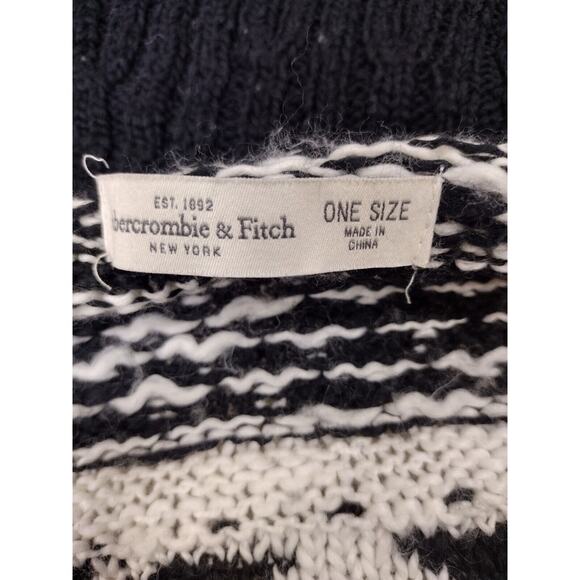 EST. 1892
bercrombie & Fitch
NEW YORK
ONE SIZE
MADE IN
CHINA